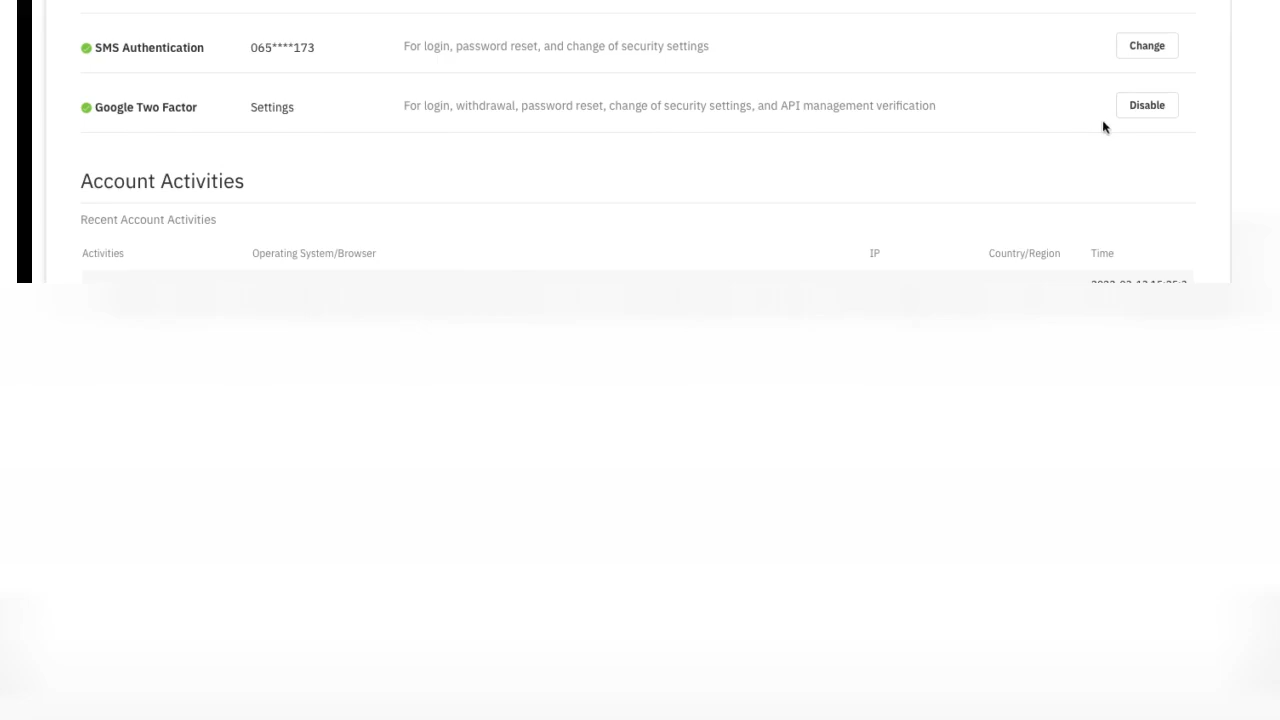 SMS Authentication 065****173 For login, password reset, and change of security settings Change
Google Two Factor Settings For login, withdrawal, password reset, change of security settings, and API management verification Disable
Account Activities
Recent Account Activities
Activities Operating System/Browser IP Country/Region Time